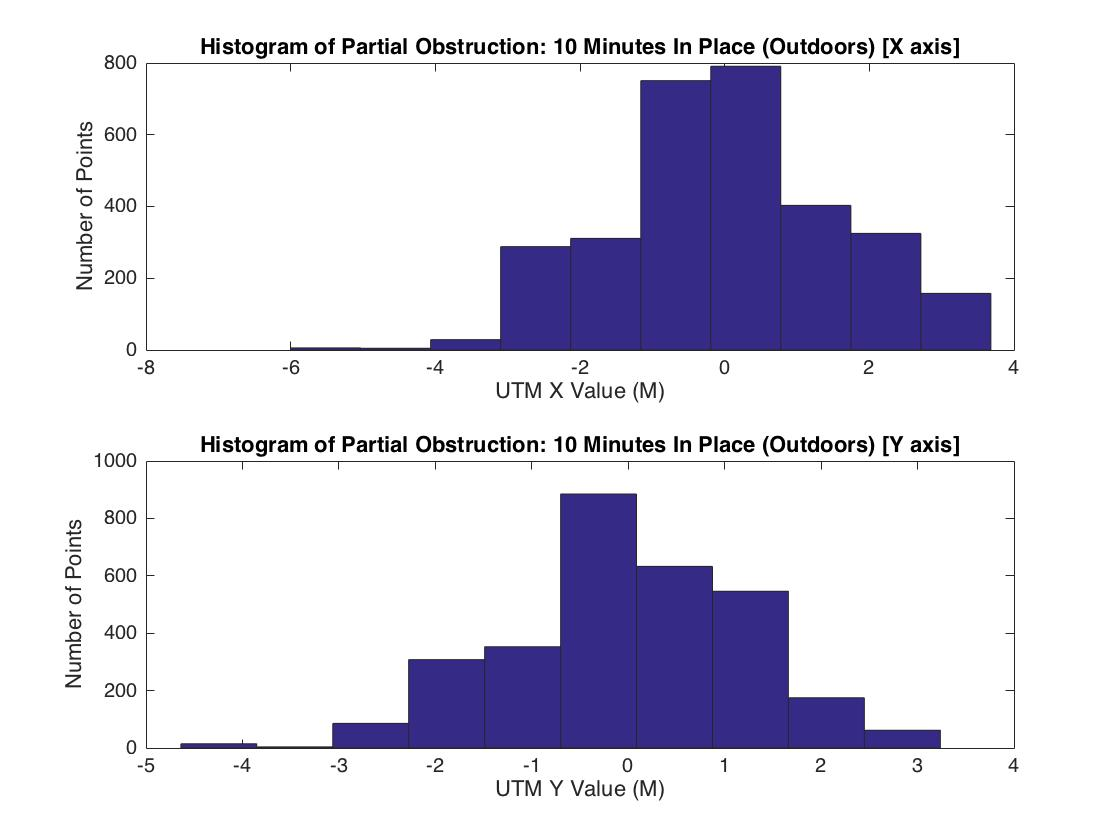 Histogram of Partial Obstruction: 10 Minutes In Place (Outdoors) [X axis]
800
600
400
200
0
Number of Points
-8 -6 -4 -2 0 2 4
UTM X Value (M)
Histogram of Partial Obstruction: 10 Minutes In Place (Outdoors) [Y axis]
1000
800
600
400
200
0
Number of Points
-5 -4 -3 -2 -1 0 1 2 3 4
UTM Y Value (M)